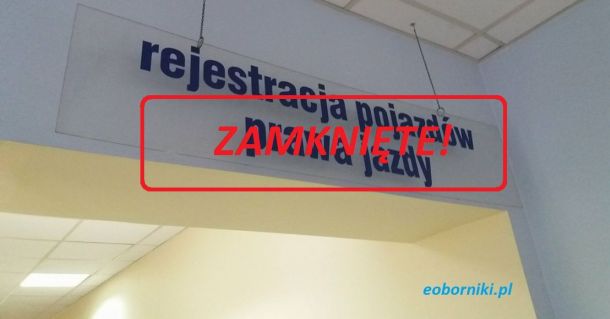 rejestracja pojazdów
prawa jazdy
ZAMKNIĘTE!
eoborniki.pl